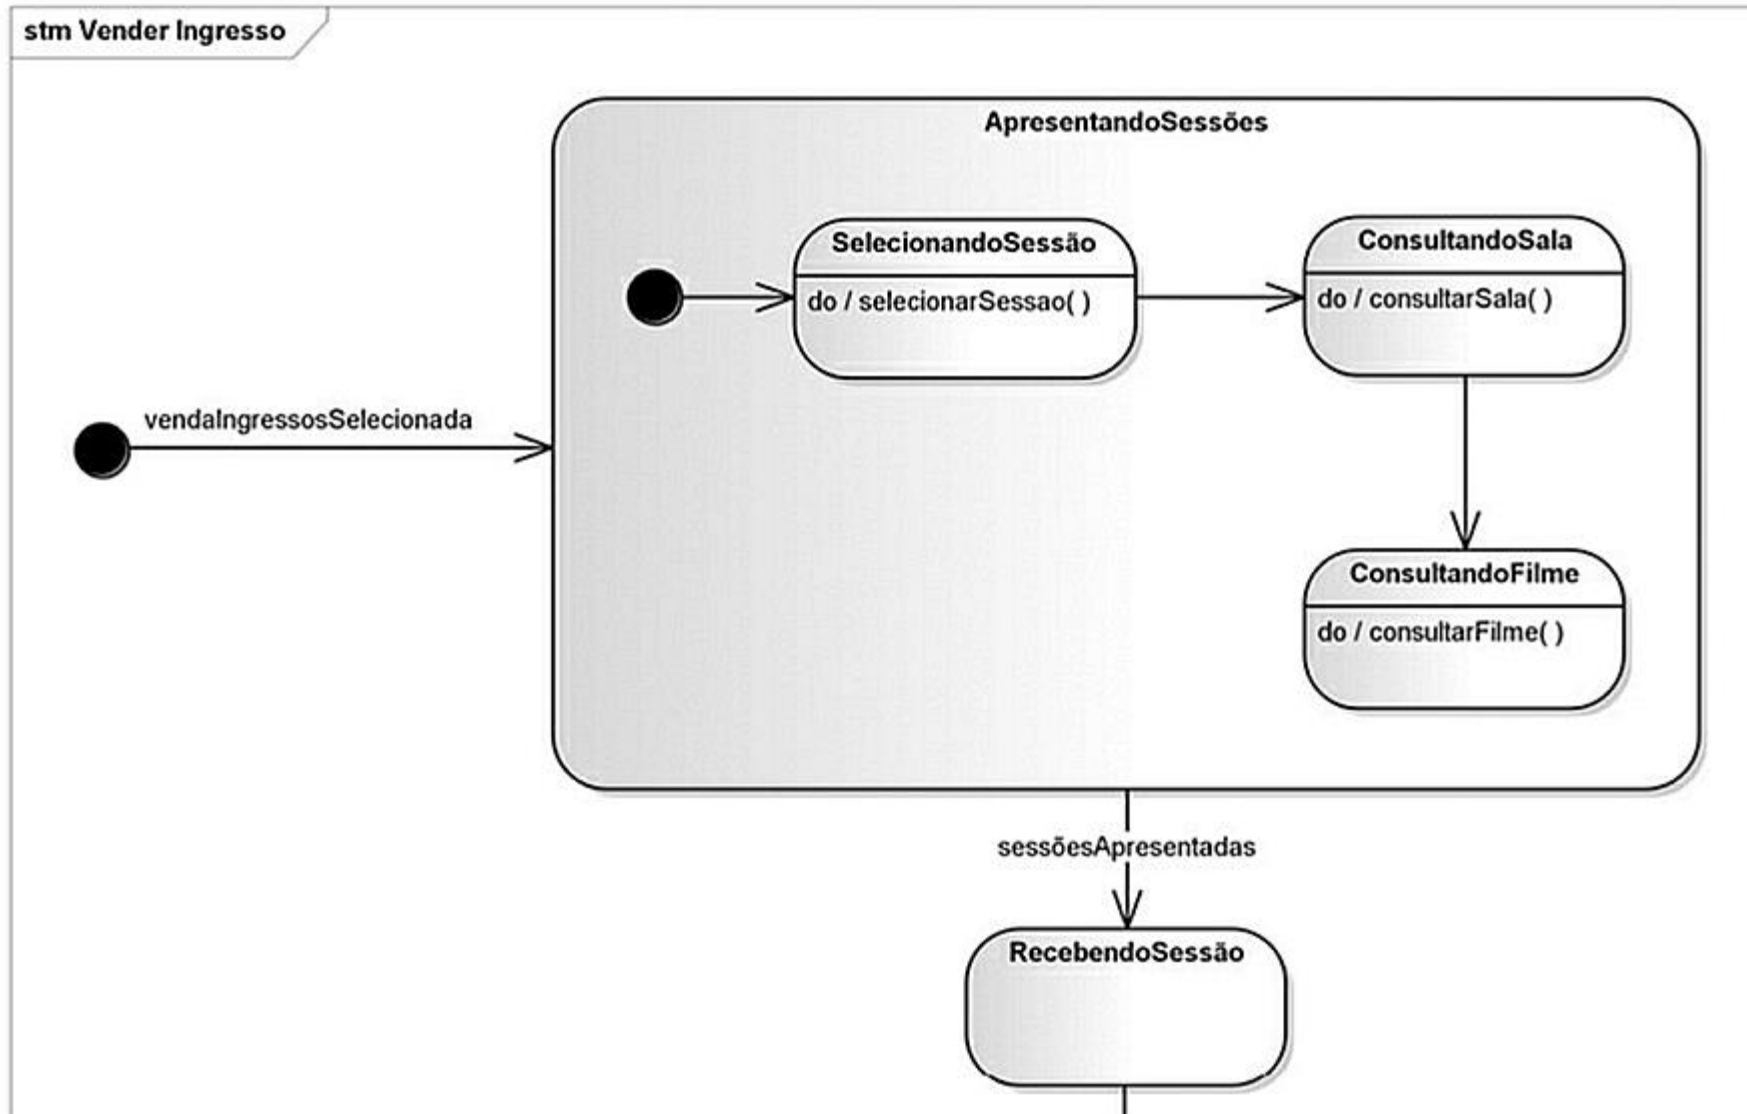 stm Vender Ingresso
ApresentandoSessões
SelecionandoSessão
do / selecionarSessao( )
ConsultandoSala
do / consultarSala( )
vendaIngressosSelecionada
ConsultandoFilme
do / consultarFilme( )
sessõesApresentadas
RecebendoSessão